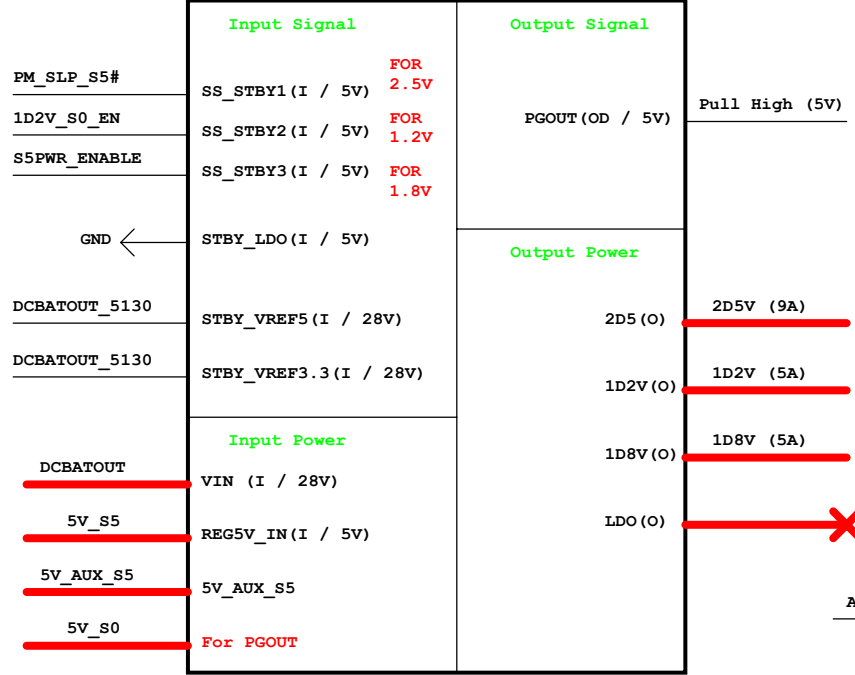 Input Signal
Output Signal
PM_SLP_S5#
SS_STBY1(I / 5V)
FOR
2.5V
1D2V_S0_EN
SS_STBY2(I / 5V)
FOR
1.2V
PGOUT(OD / 5V)
Pull High (5V)
S5PWR_ENABLE
SS_STBY3(I / 5V)
FOR
1.8V
GND
STBY_LDO(I / 5V)
Output Power
DCBATOUT_5130
STBY_VREF5(I / 28V)
2D5(O)
2D5V (9A)
DCBATOUT_5130
STBY_VREF3.3(I / 28V)
1D2V(O)
1D2V (5A)
Input Power
1D8V(O)
1D8V (5A)
DCBATOUT
VIN (I / 28V)
5V_S5
REG5V_IN(I / 5V)
LDO(O)
5V_AUX_S5
5V_AUX_S5
5V_S0
For PGOUT
A